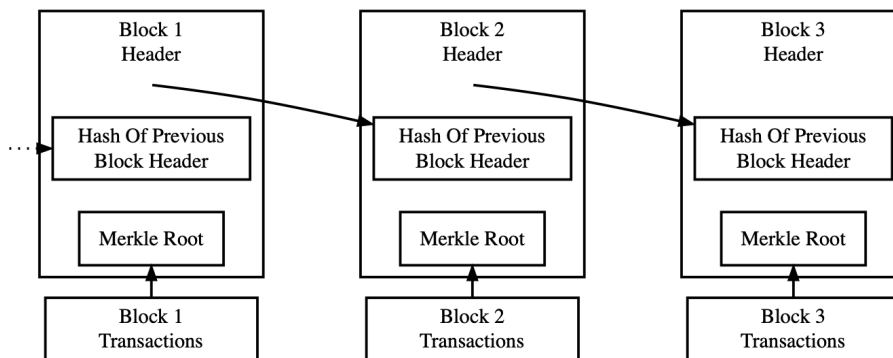 Block 1
Header
Hash Of Previous
Block Header
Merkle Root
Block 1
Transactions
Block 2
Header
Hash Of Previous
Block Header
Merkle Root
Block 2
Transactions
Block 3
Header
Hash Of Previous
Block Header
Merkle Root
Block 3
Transactions